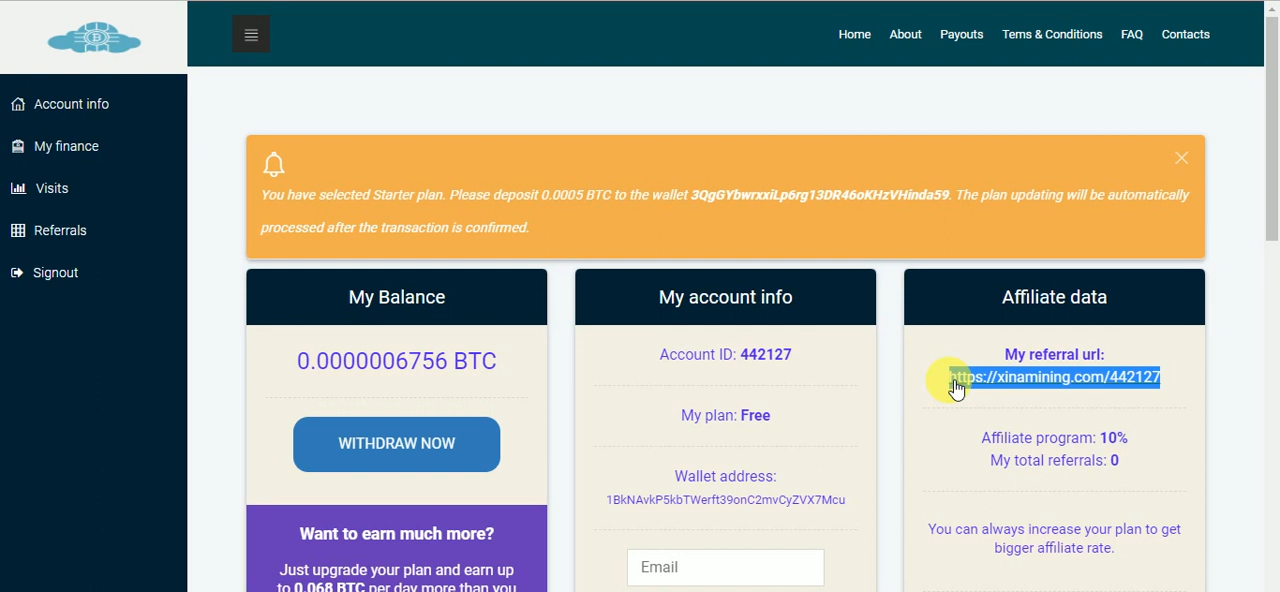 Home About Payouts Terms & Conditions FAQ Contacts
Account info
My finance
Visits
Referrals
Signout
You have selected Starter plan. Please deposit 0.0005 BTC to the wallet 3QgGYbwrxxiLp6rg13DR46oKHzVHinda59. The plan updating will be automatically
processed after the transaction is confirmed.
My Balance
0.0000006756 BTC
WITHDRAW NOW
Want to earn much more?
Just upgrade your plan and earn up
to 0.068 BTC per day more than you
My account info
Account ID: 442127
My plan: Free
Wallet address:
1BkNAvkP5kbTWerft39onC2mvCyZVX7Mcu
Email
Affiliate data
My referral url:
https://xinamining.com/442127
Affiliate program: 10%
My total referrals: 0
You can always increase your plan to get
bigger affiliate rate.